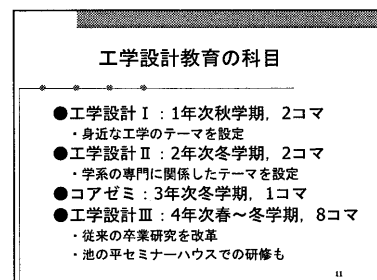 工学設計教育の科目
●工学設計Ⅰ：1年次秋学期，2コマ
・身近な工学のテーマを設定
●工学設計Ⅱ：2年次冬学期，2コマ
・学系の専門に関係したテーマを設定
●コアゼミ：3年次冬学期，1コマ
●工学設計Ⅲ：4年次春～冬学期，8コマ
・従来の卒業研究を改革
・池の平セミナーハウスでの研修も
11